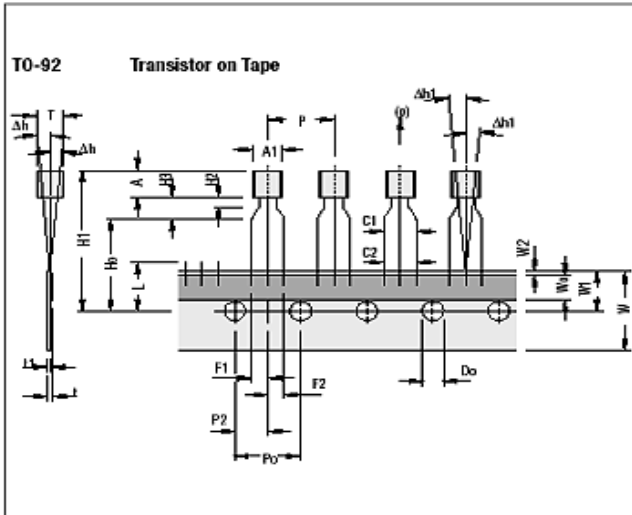 TO-92 Transistor on Tape
Δh1
T
Δh
P
(p)
Δh
Δh1
A1
A
H3
H2
H1
Ho
L
C1
C2
W2
Wo
W1
W
F1
F2
Do
t
P2
Po